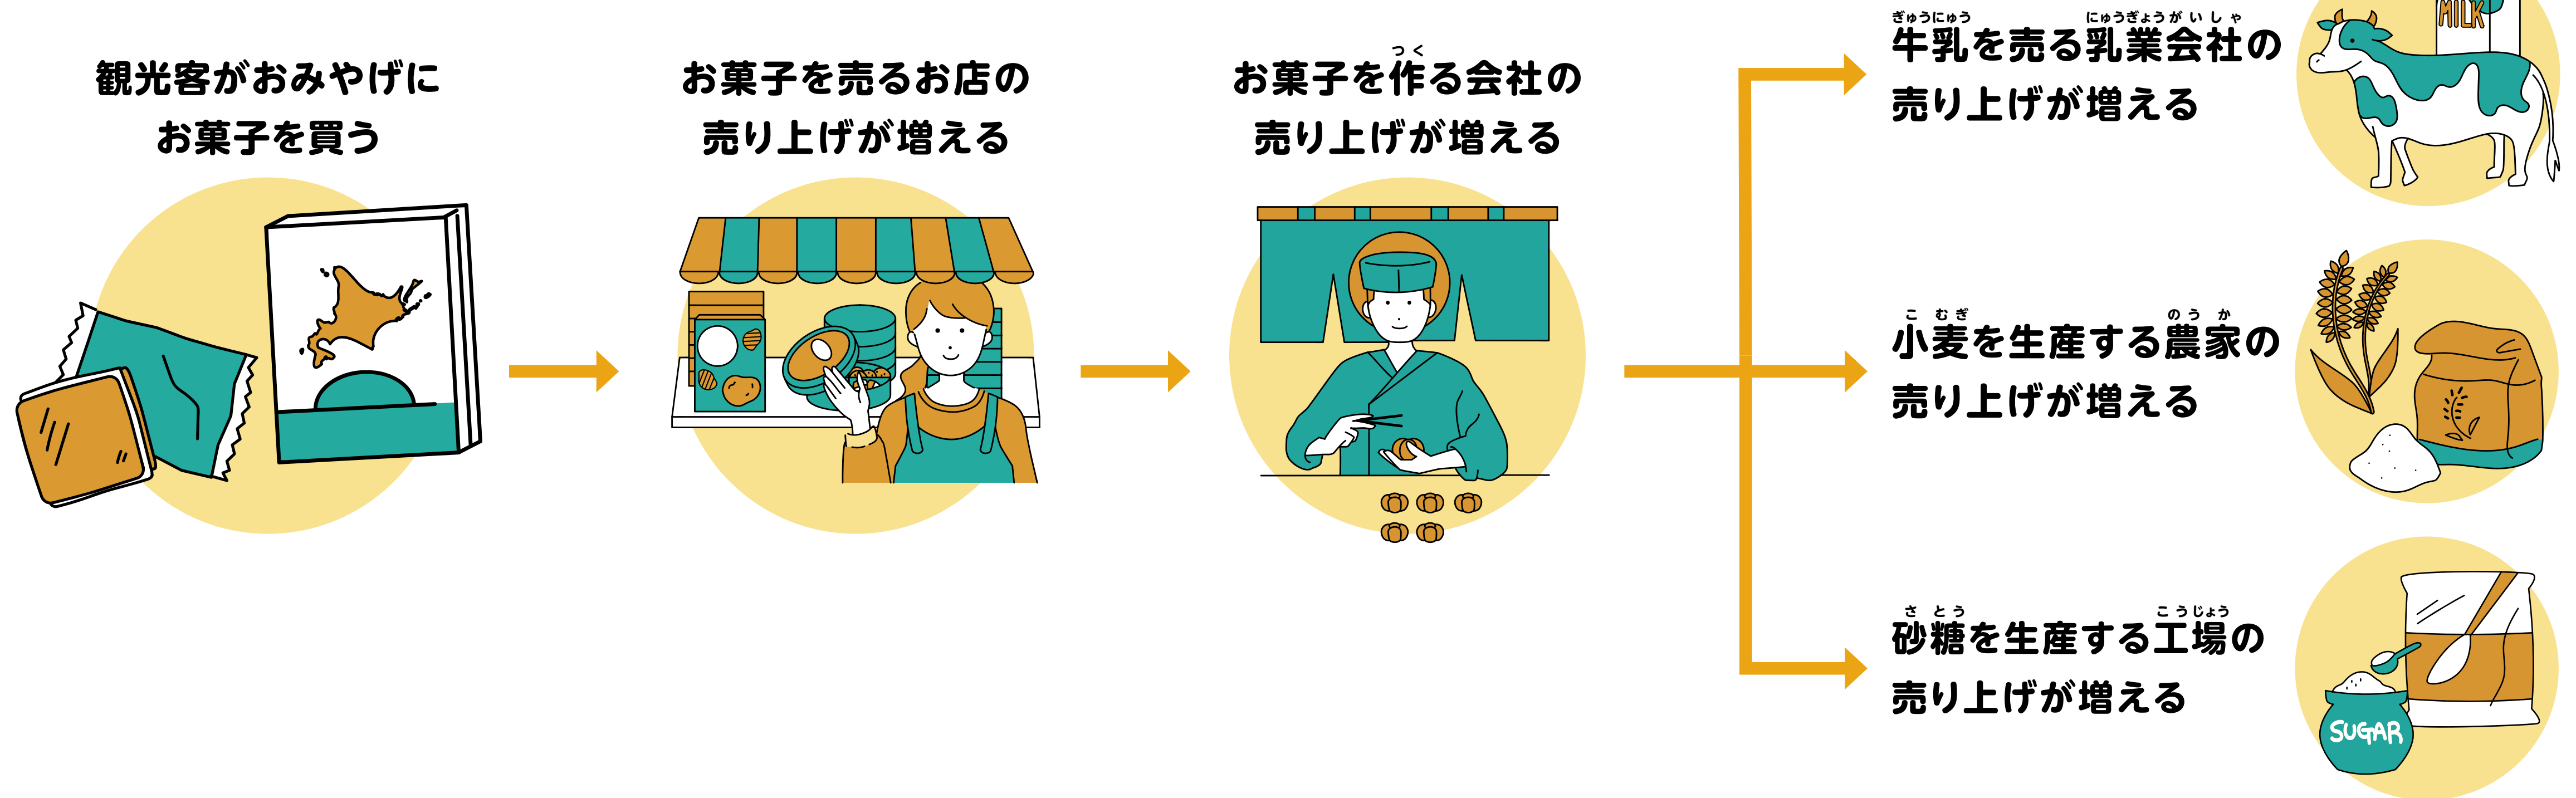 観光客がおみやげに
お菓子を買う
お菓子を売るお店の
売り上げが増える
つく
お菓子を作る会社の
売り上げが増える
ぎゅうにゅう にゅうぎょうがいしゃ
牛乳を売る乳業会社の
売り上げが増える
MILK
こむぎ のうか
小麦を生産する農家の
売り上げが増える
さとう こうじょう
砂糖を生産する工場の
売り上げが増える
SUGAR